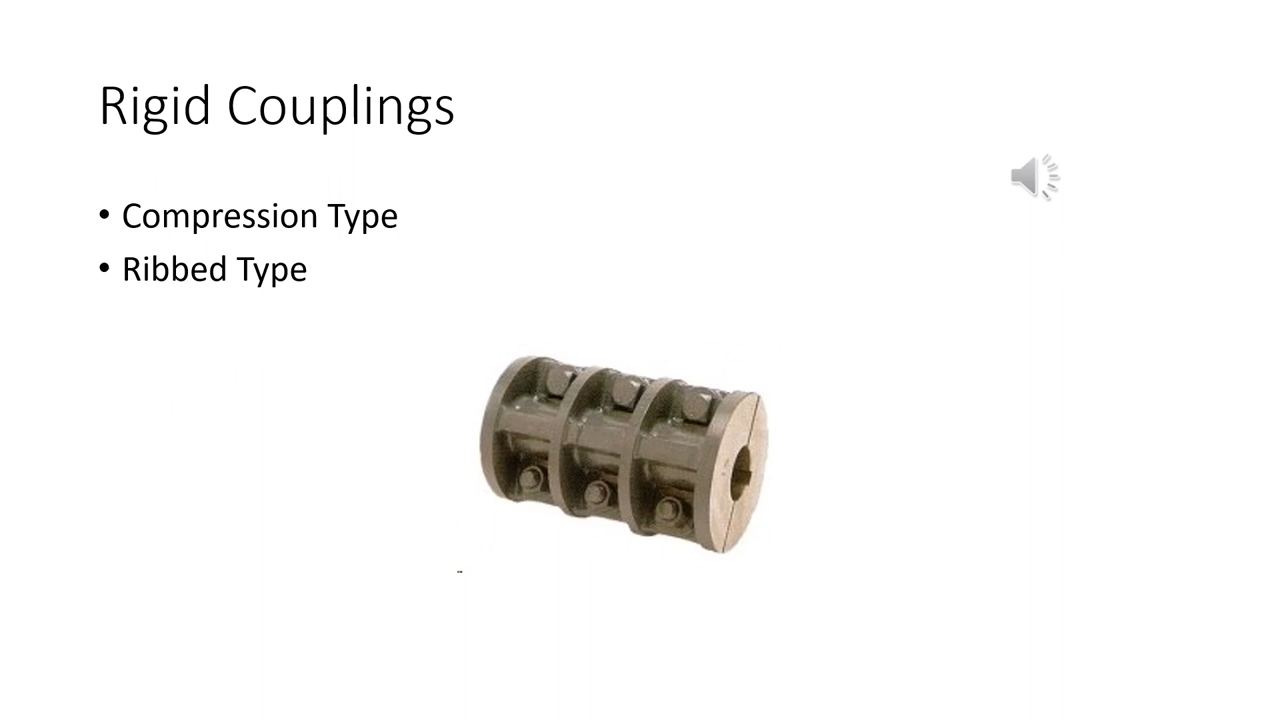 Rigid Couplings
• Compression Type
• Ribbed Type